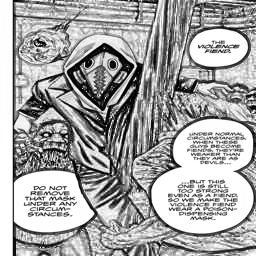 THE
VIOLENCE
FIEND.
UNDER NORMAL
CIRCUMSTANCES,
WHEN THESE
GUYS BECOME
FIENDS, THEY'RE
WEAKER THAN
THEY ARE AS
DEVILS...
...BUT THIS
ONE IS STILL
TOO STRONG
EVEN AS A FIEND,
SO WE MAKE THE
VIOLENCE FIEND
WEAR A POISON-
DISPENSING
MASK.
DO NOT
REMOVE
THAT MASK
UNDER ANY
CIRCUM-
STANCES.